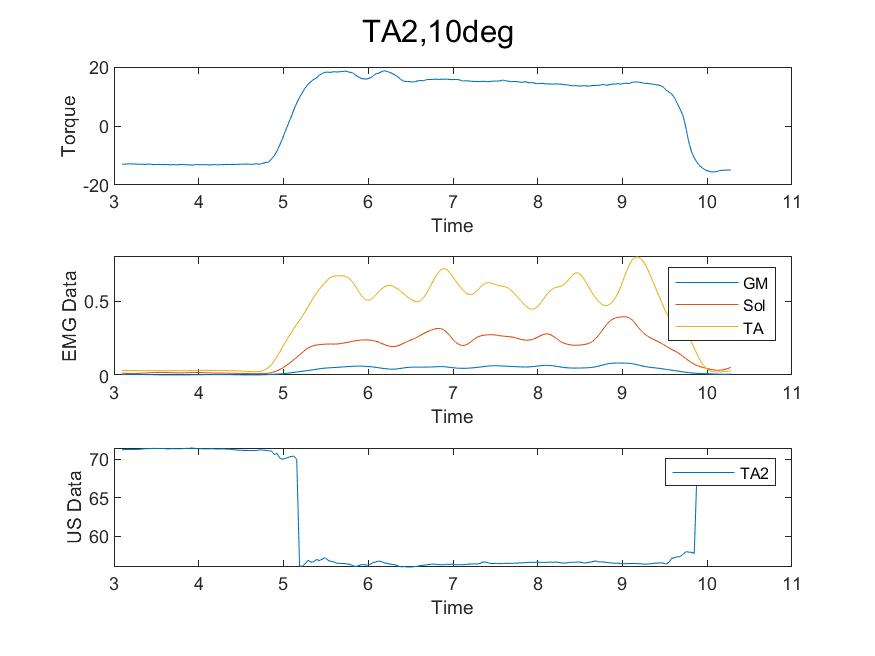 TA2,10deg
20
0
-20
Torque
3 4 5 6 7 8 9 10 11
Time
0.5
0
EMG Data
GM
Sol
TA
3 4 5 6 7 8 9 10 11
Time
70
65
60
US Data
TA2
3 4 5 6 7 8 9 10 11
Time